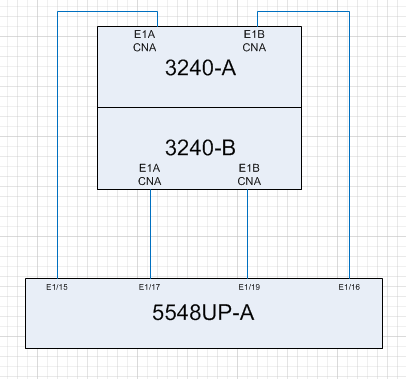 E1A E1B
CNA CNA
3240-A
3240-B
E1A E1B
CNA CNA
E1/15 E1/17 E1/19 E1/16
5548UP-A